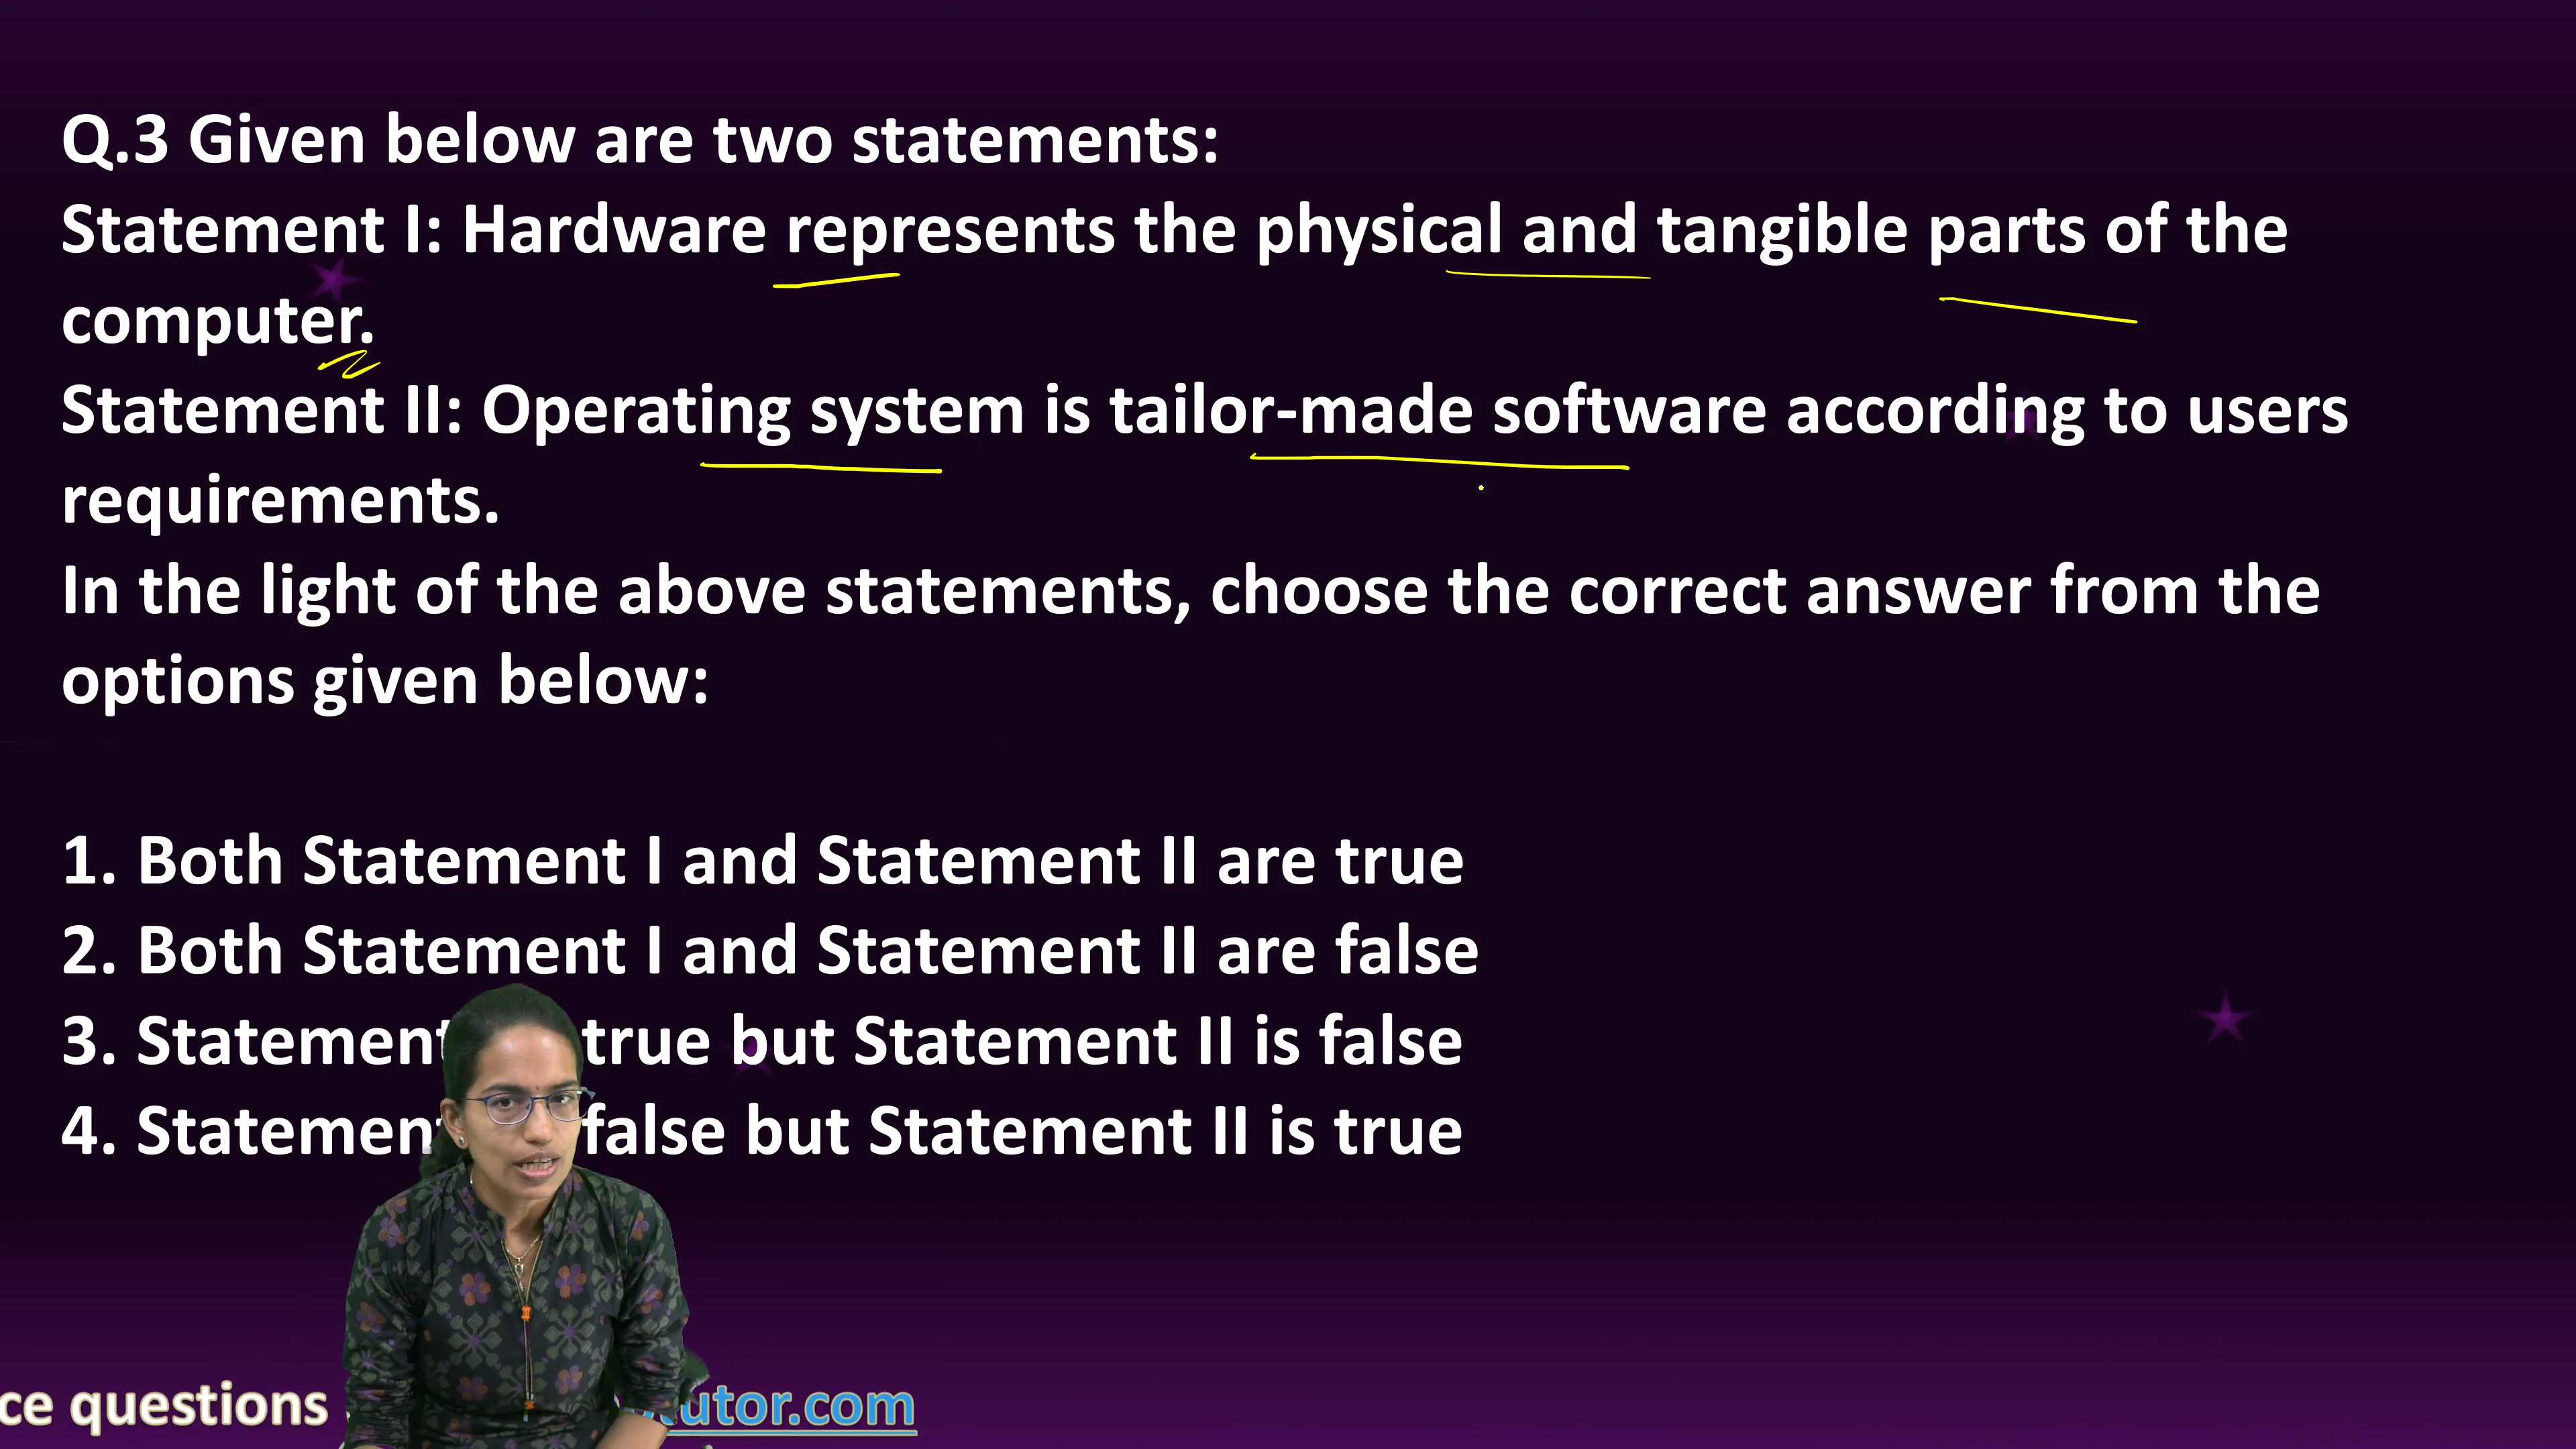 Q.3 Given below are two statements:
Statement I: Hardware represents the physical and tangible parts of the
computer.
Statement II: Operating system is tailor-made software according to users
requirements.
In the light of the above statements, choose the correct answer from the
options given below:
1. Both Statement I and Statement II are true
2. Both Statement I and Statement II are false
3. Statement true but Statement II is false
4. Statement false but Statement II is true
ce questions utor.com